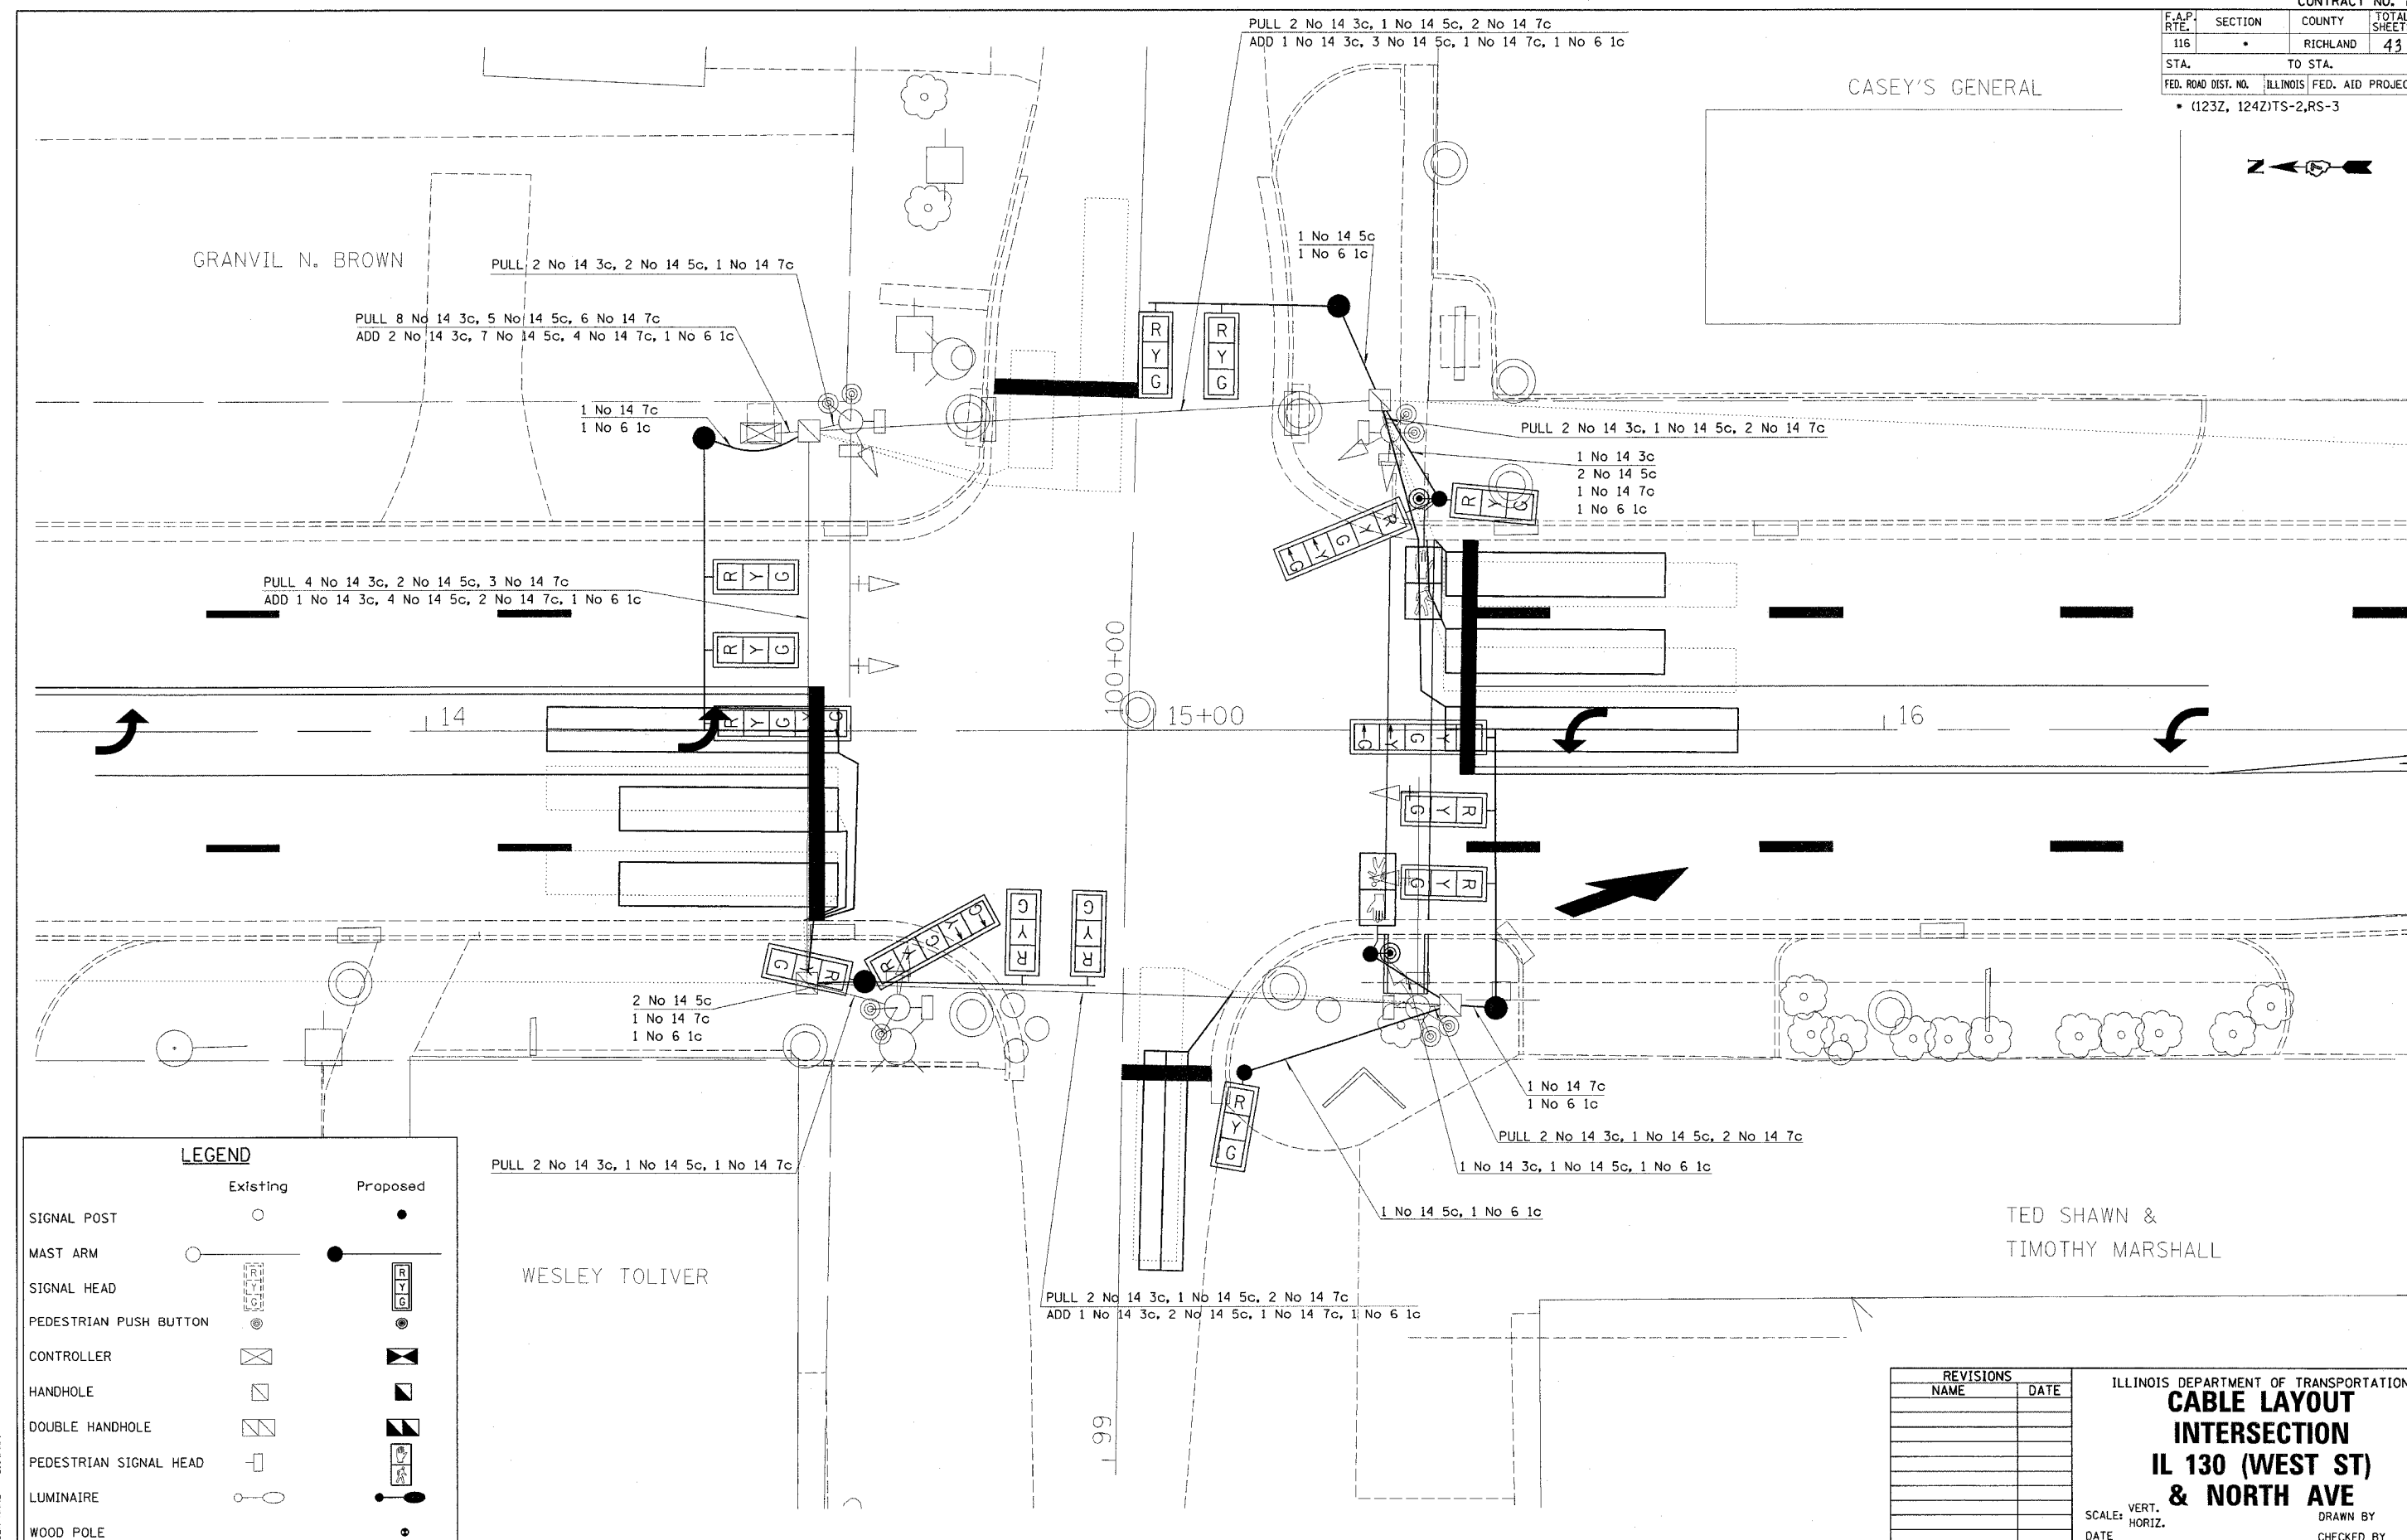 CONTRACT NO.
F.A.P. RTE. SECTION COUNTY TOTAL SHEET
116 • RICHLAND 43
STA. TO STA.
FED. ROAD DIST. NO. ILLINOIS FED. AID PROJEC
• (123Z, 124Z)TS-2,RS-3
Z
PULL 2 No 14 3c, 1 No 14 5c, 2 No 14 7c
ADD 1 No 14 3c, 3 No 14 5c, 1 No 14 7c, 1 No 6 1c
CASEY'S GENERAL
GRANVIL N. BROWN
PULL 2 No 14 3c, 2 No 14 5c, 1 No 14 7c
1 No 14 5c
1 No 6 1c
PULL 8 No 14 3c, 5 No 14 5c, 6 No 14 7c
ADD 2 No 14 3c, 7 No 14 5c, 4 No 14 7c, 1 No 6 1c
R Y G
R Y G
1 No 14 7c
1 No 6 1c
PULL 2 No 14 3c, 1 No 14 5c, 2 No 14 7c
1 No 14 3c
2 No 14 5c
1 No 14 7c
1 No 6 1c
R Y G
G Y G Y R
R Y G
PULL 4 No 14 3c, 2 No 14 5c, 3 No 14 7c
ADD 1 No 14 3c, 4 No 14 5c, 2 No 14 7c, 1 No 6 1c
R Y G
100+00
14
R Y G Y G
15+00
G Y G Y R
16
G Y R
G Y R
G Y R
R Y G Y G
G Y R
G Y R
2 No 14 5c
1 No 14 7c
1 No 6 1c
R Y G
1 No 14 7c
1 No 6 1c
PULL 2 No 14 3c, 1 No 14 5c, 2 No 14 7c
PULL 2 No 14 3c, 1 No 14 5c, 1 No 14 7c
1 No 14 3c, 1 No 14 5c, 1 No 6 1c
1 No 14 5c, 1 No 6 1c
TED SHAWN &
TIMOTHY MARSHALL
WESLEY TOLIVER
PULL 2 No 14 3c, 1 No 14 5c, 2 No 14 7c
ADD 1 No 14 3c, 2 No 14 5c, 1 No 14 7c, 1 No 6 1c
99
LEGEND
Existing Proposed
SIGNAL POST
MAST ARM
SIGNAL HEAD R Y G R Y G
PEDESTRIAN PUSH BUTTON
CONTROLLER
HANDHOLE
DOUBLE HANDHOLE
PEDESTRIAN SIGNAL HEAD
LUMINAIRE
WOOD POLE
REVISIONS
NAME DATE
ILLINOIS DEPARTMENT OF TRANSPORTATION
CABLE LAYOUT
INTERSECTION
IL 130 (WEST ST)
& NORTH AVE
SCALE: VERT. HORIZ.
DRAWN BY
DATE
CHECKED BY